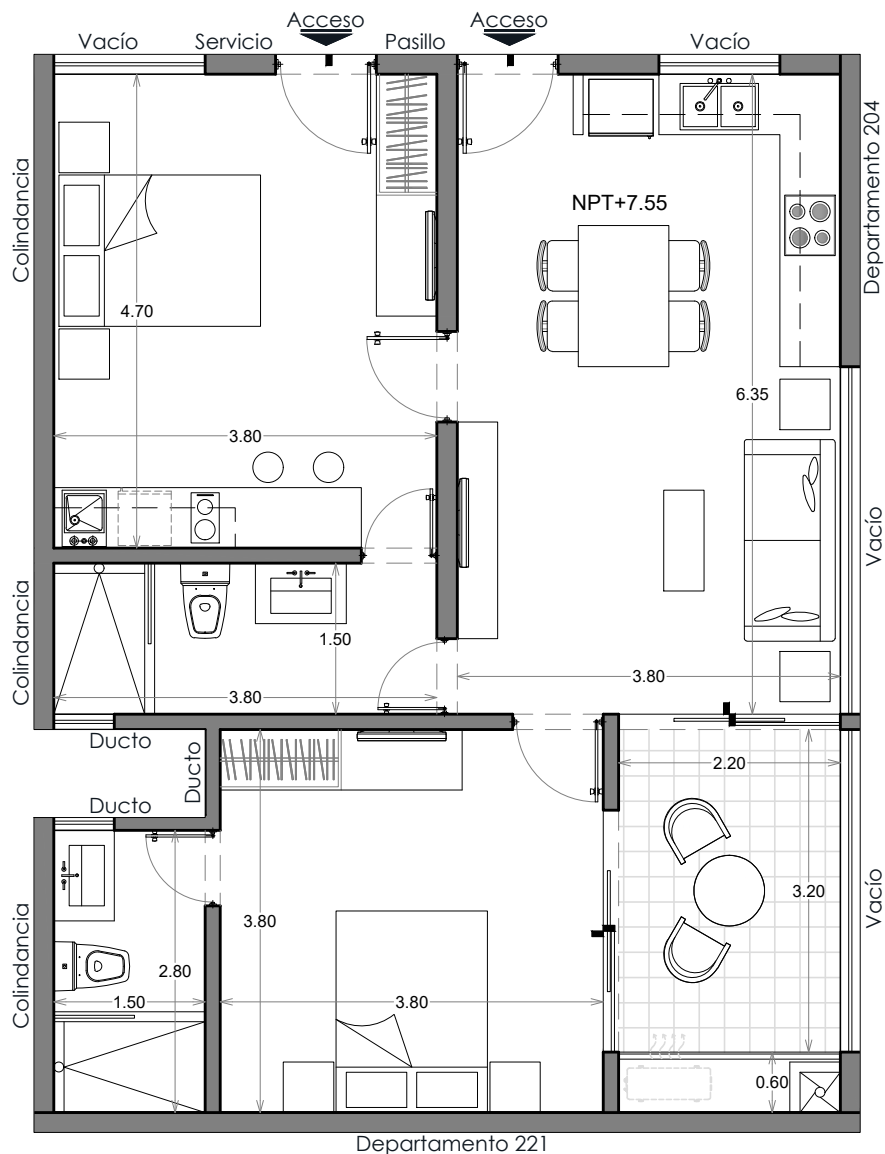 Acceso
Acceso
Vacío
Servicio
Pasillo
Vacío
Colindancia
Departamento 204
NPT+7.55
4.70
6.35
3.80
Vacío
Colindancia
1.50
3.80
3.80
Ducto
Ducto
2.20
Ducto
3.20
Vacío
3.80
Colindancia
2.80
1.50
3.80
0.60
Departamento 221